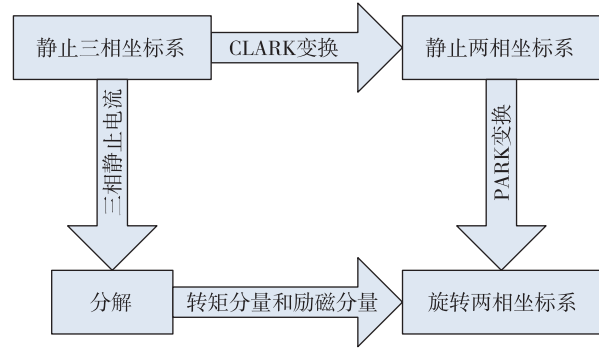 静止三相坐标系
CLARK变换
静止两相坐标系
三相静止电流
PARK变换
分解
转矩分量和励磁分量
旋转两相坐标系